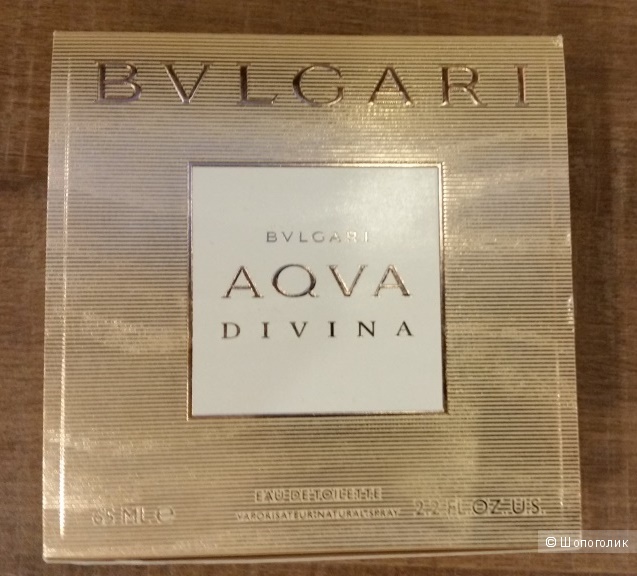 BVLGARI
BVLGARI
AQVA
DIVINA
EAU DE TOILETTE
65 ML e
VAPORISATEUR NATURAL SPRAY
2.2 FL. OZ. U.S.
© Шопоголик